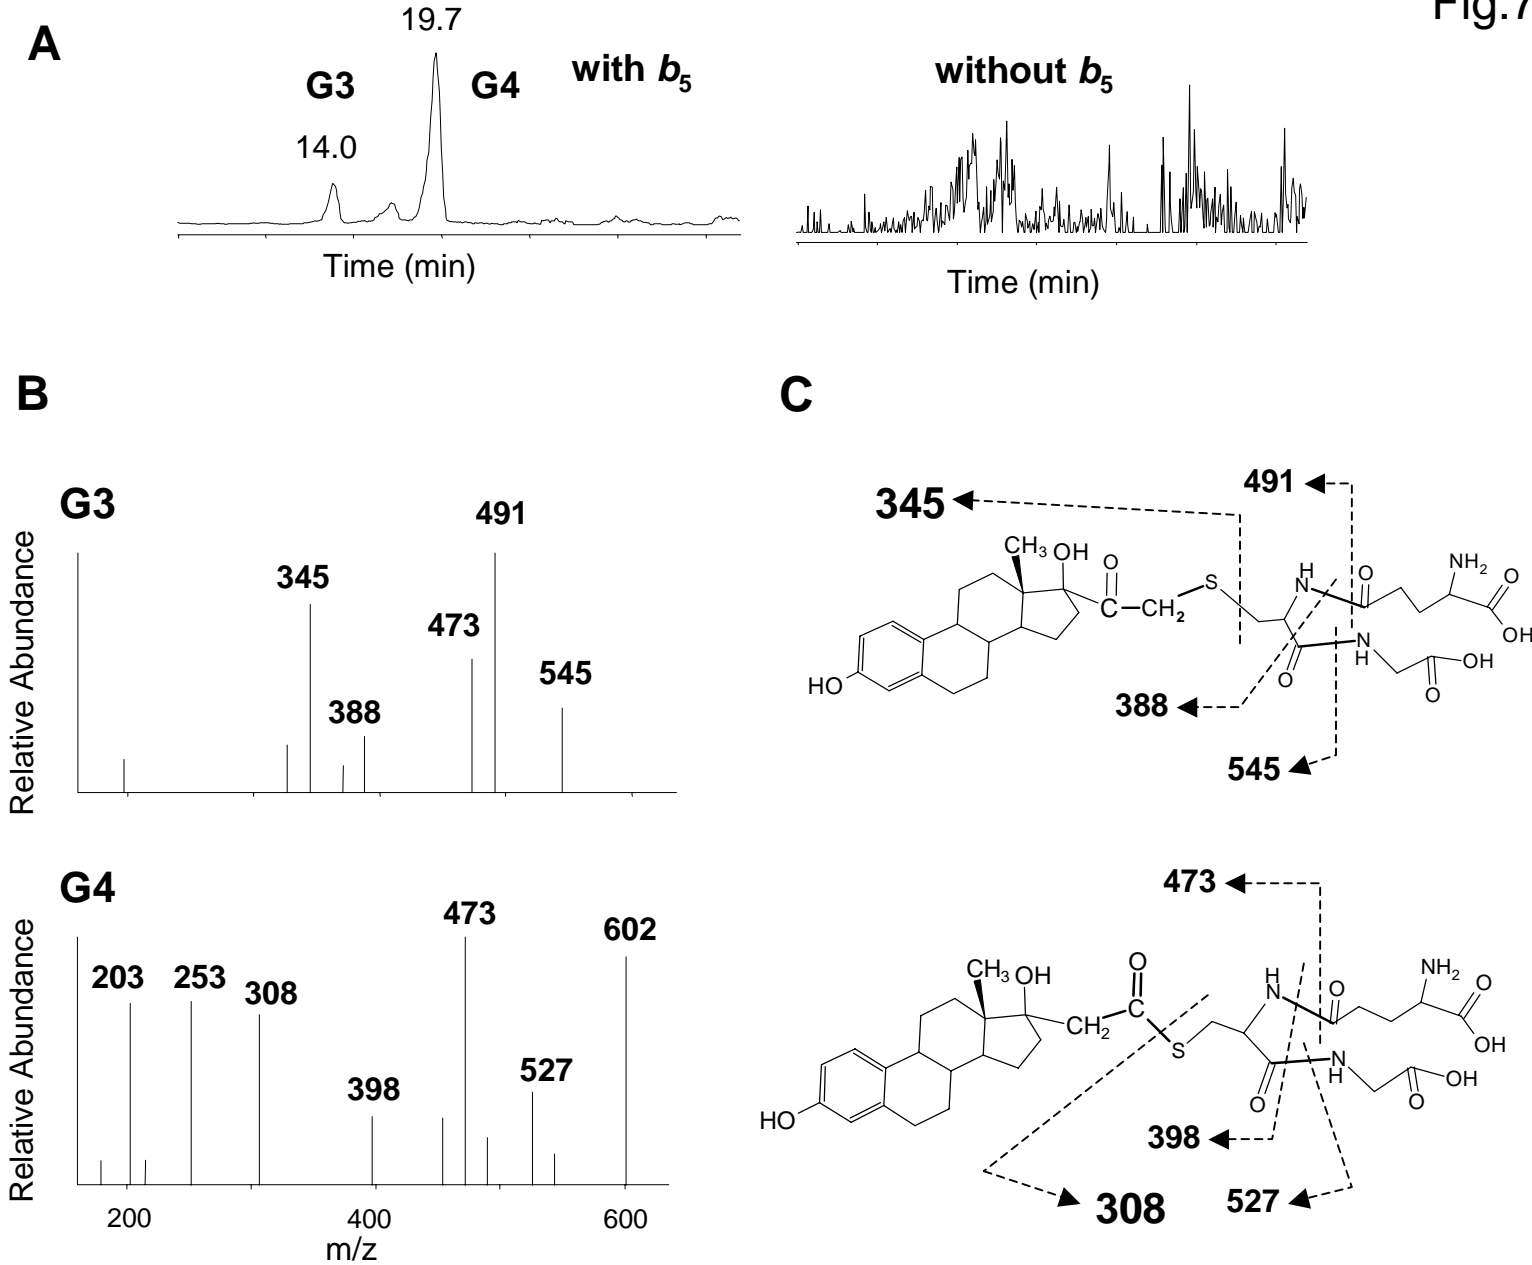 Fig.7
A
19.7
G3
G4
with b5
without b5
14.0
Time (min)
Time (min)
B
C
G3
Relative Abundance
345
388
473
491
545
345
491
CH3
OH
O
C
CH2
S
H
N
O
NH2
O
OH
HO
O
N
H
OH
O
388
545
G4
Relative Abundance
203
253
308
398
473
527
602
200
400
600
m/z
473
CH3
OH
O
C
CH2
S
H
N
O
NH2
O
OH
HO
O
N
H
OH
O
398
308
527